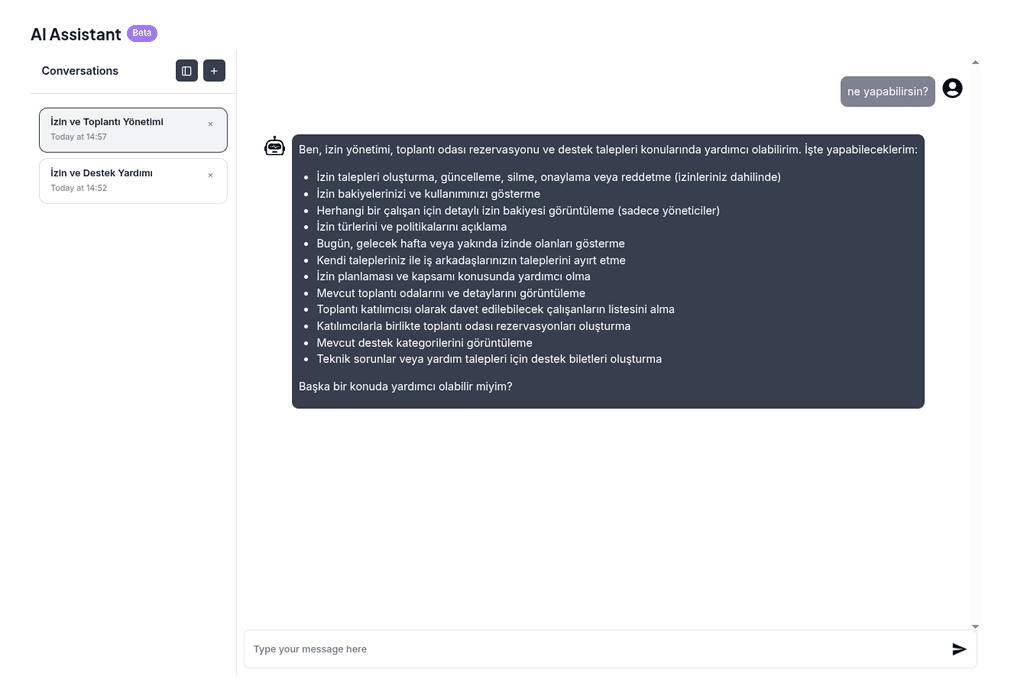 AI Assistant Beta
Conversations
İzin ve Toplantı Yönetimi
Today at 14:57
×
İzin ve Destek Yardımı
Today at 14:52
×
ne yapabilirsin?
Ben, izin yönetimi, toplantı odası rezervasyonu ve destek talepleri konularında yardımcı olabilirim. İşte yapabileceklerim:
• İzin talepleri oluşturma, güncelleme, silme, onaylama veya reddetme (izinleriniz dahilinde)
• İzin bakiyelerinizi ve kullanımınızı gösterme
• Herhangi bir çalışan için detaylı izin bakiyesi görüntüleme (sadece yöneticiler)
• İzin türlerini ve politikalarını açıklama
• Bugün, gelecek hafta veya yakında izinde olanları gösterme
• Kendi talepleriniz ile iş arkadaşlarınızın taleplerini ayırt etme
• İzin planlaması ve kapsamı konusunda yardımcı olma
• Mevcut toplantı odalarını ve detaylarını görüntüleme
• Toplantı katılımcısı olarak davet edilebilecek çalışanların listesini alma
• Katılımcılarla birlikte toplantı odası rezervasyonları oluşturma
• Mevcut destek kategorilerini görüntüleme
• Teknik sorunlar veya yardım talepleri için destek biletleri oluşturma
Başka bir konuda yardımcı olabilir miyim?
Type your message here